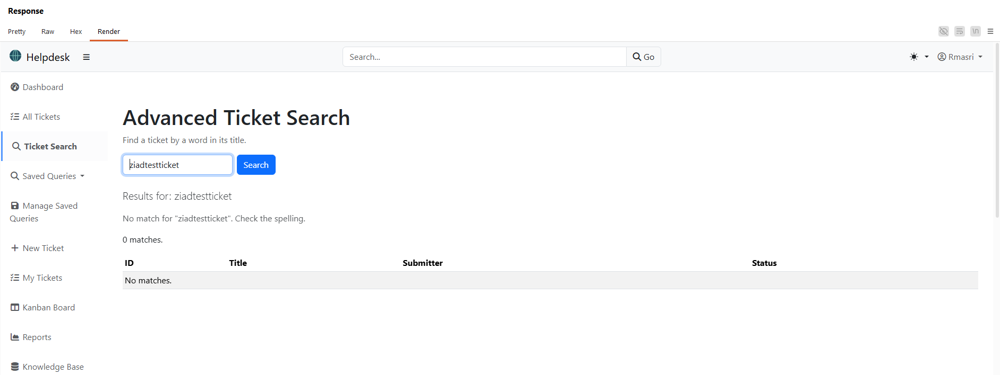 Response
Pretty Raw Hex Render \n
Helpdesk Search... Go Rmasri
Dashboard
All Tickets
Ticket Search
Saved Queries
Manage Saved
Queries
New Ticket
My Tickets
Kanban Board
Reports
Knowledge Base
Advanced Ticket Search
Find a ticket by a word in its title.
ziadtestticket Search
Results for: ziadtestticket
No match for "ziadtestticket". Check the spelling.
0 matches.
ID Title Submitter Status
No matches.